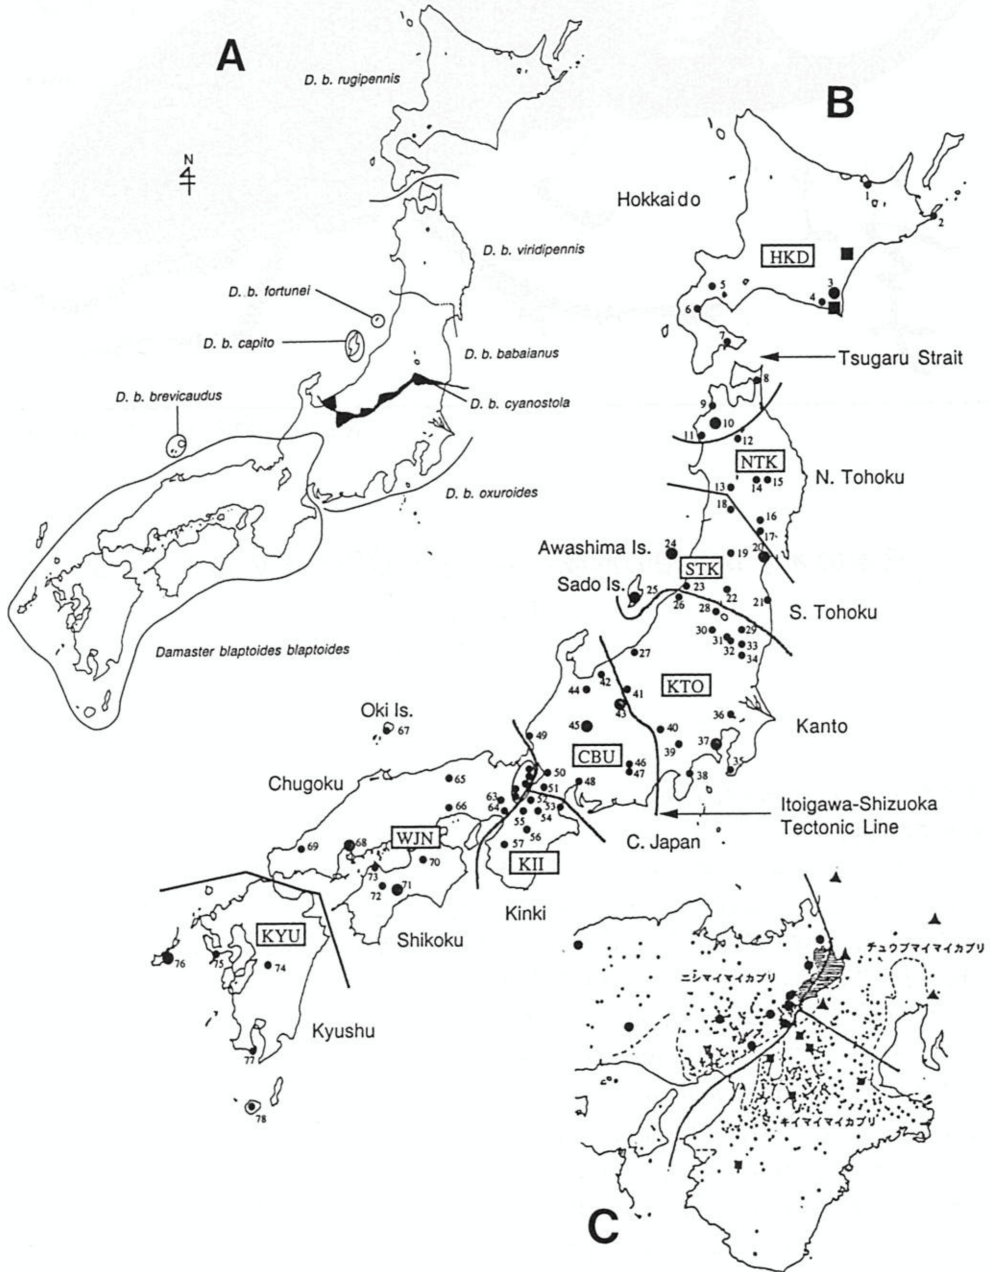 A
D. b. rugipennis
N
D. b. viridipennis
D. b. fortunei
D. b. capito
D. b. babaianus
D. b. brevicaudus
D. b. cyanostola
D. b. oxuroides
Damaster blaptoides blaptoides
B
Hokkaido
1
2
HKD
3
4
5
6
7
Tsugaru Strait
8
9
10
11
12
NTK
N. Tohoku
13
14
15
18
16
17
Awashima Is.
24
19
20
STK
Sado Is.
25
23
22
26
21
S. Tohoku
28
30
29
31
33
32
34
27
42
44
41
KTO
43
36
Kanto
45
40
37
39
49
CBU
35
38
46
47
48
50
51
Itoigawa-Shizuoka
Tectonic Line
C. Japan
Oki Is.
67
Chugoku
65
66
63
64
52
53
54
55
56
57
KII
Kinki
WJN
68
69
70
73
72
71
Shikoku
KYU
76
75
74
Kyushu
77
78
チュウブマイマイカブリ
ニシマイマイカブリ
キイマイマイカブリ
C